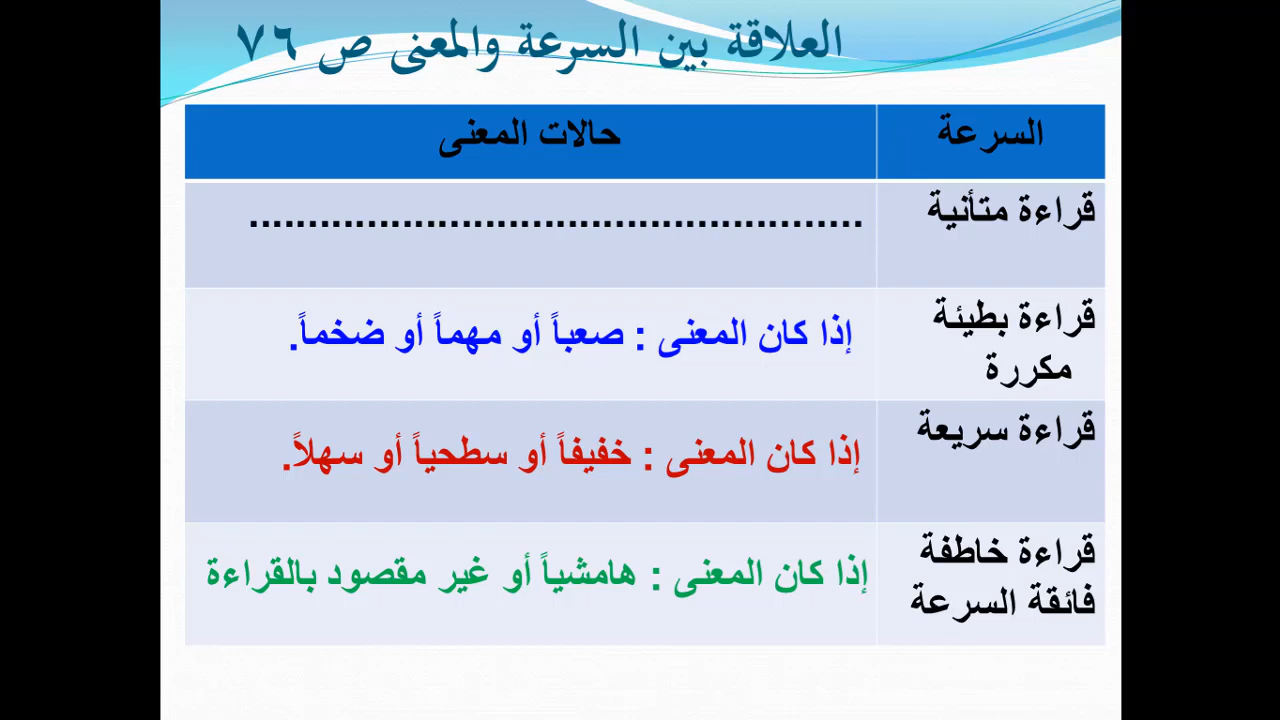 العلاقة بين السرعة والمعنى ص ٧٦
السرعة
حالات المعنى
قراءة متأنية
....................................................
قراءة بطيئة
مكررة
إذا كان المعنى : صعباً أو مهماً أو ضخماً.
قراءة سريعة
إذا كان المعنى : خفيفاً أو سطحياً أو سهلاً.
قراءة خاطفة
فائقة السرعة
إذا كان المعنى : هامشياً أو غير مقصود بالقراءة